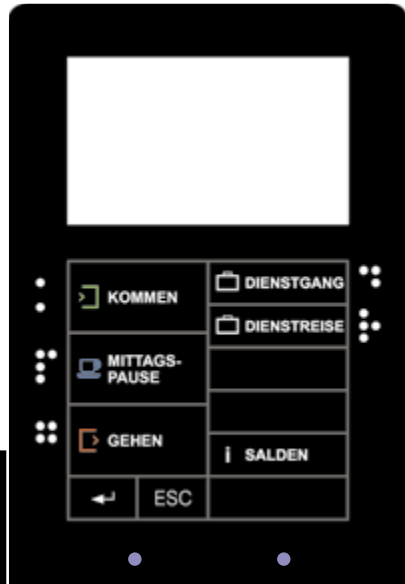 ⠅
KOMMEN
DIENSTGANG
⠙
DIENSTREISE
⠗
⠏
MITTAGS-
PAUSE
⠛
GEHEN
i SALDEN
↵ ESC